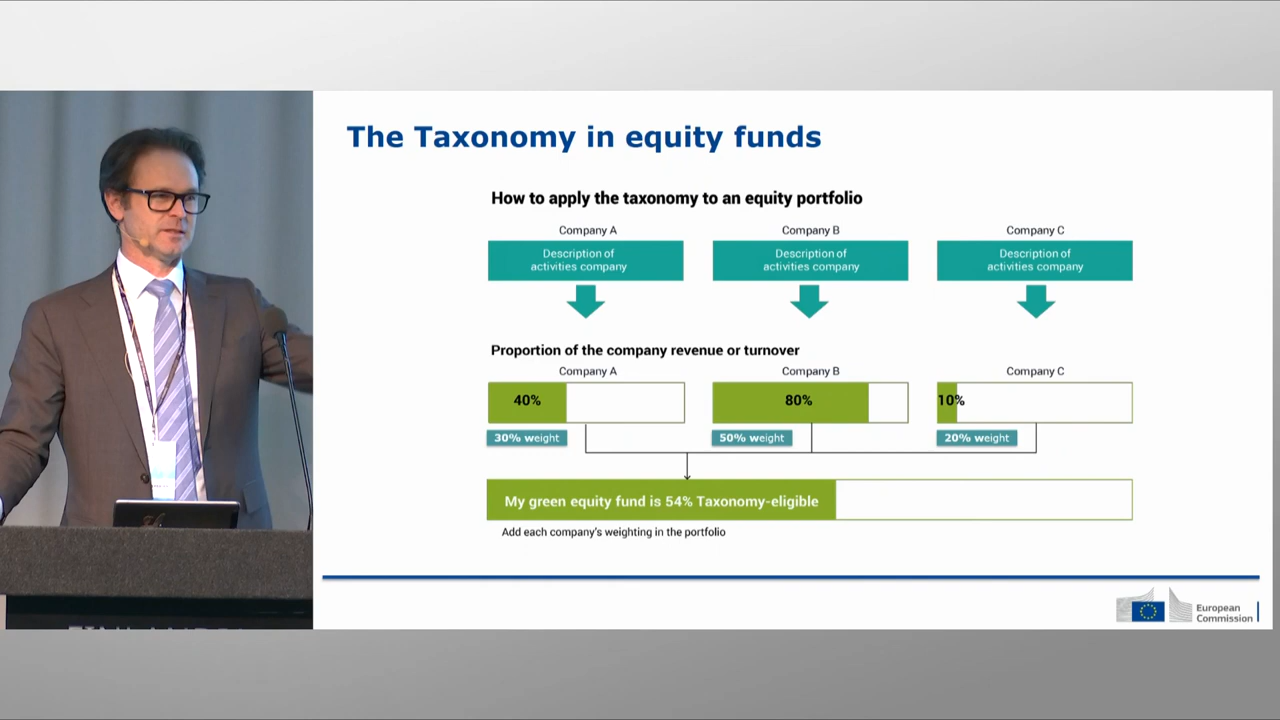 The Taxonomy in equity funds
How to apply the taxonomy to an equity portfolio
Company A
Company B
Company C
Description of
activities company
Description of
activities company
Description of
activities company
Proportion of the company revenue or turnover
Company A
Company B
Company C
40%
80%
10%
30% weight
50% weight
20% weight
My green equity fund is 54% Taxonomy-eligible
Add each company's weighting in the portfolio
European
Commission